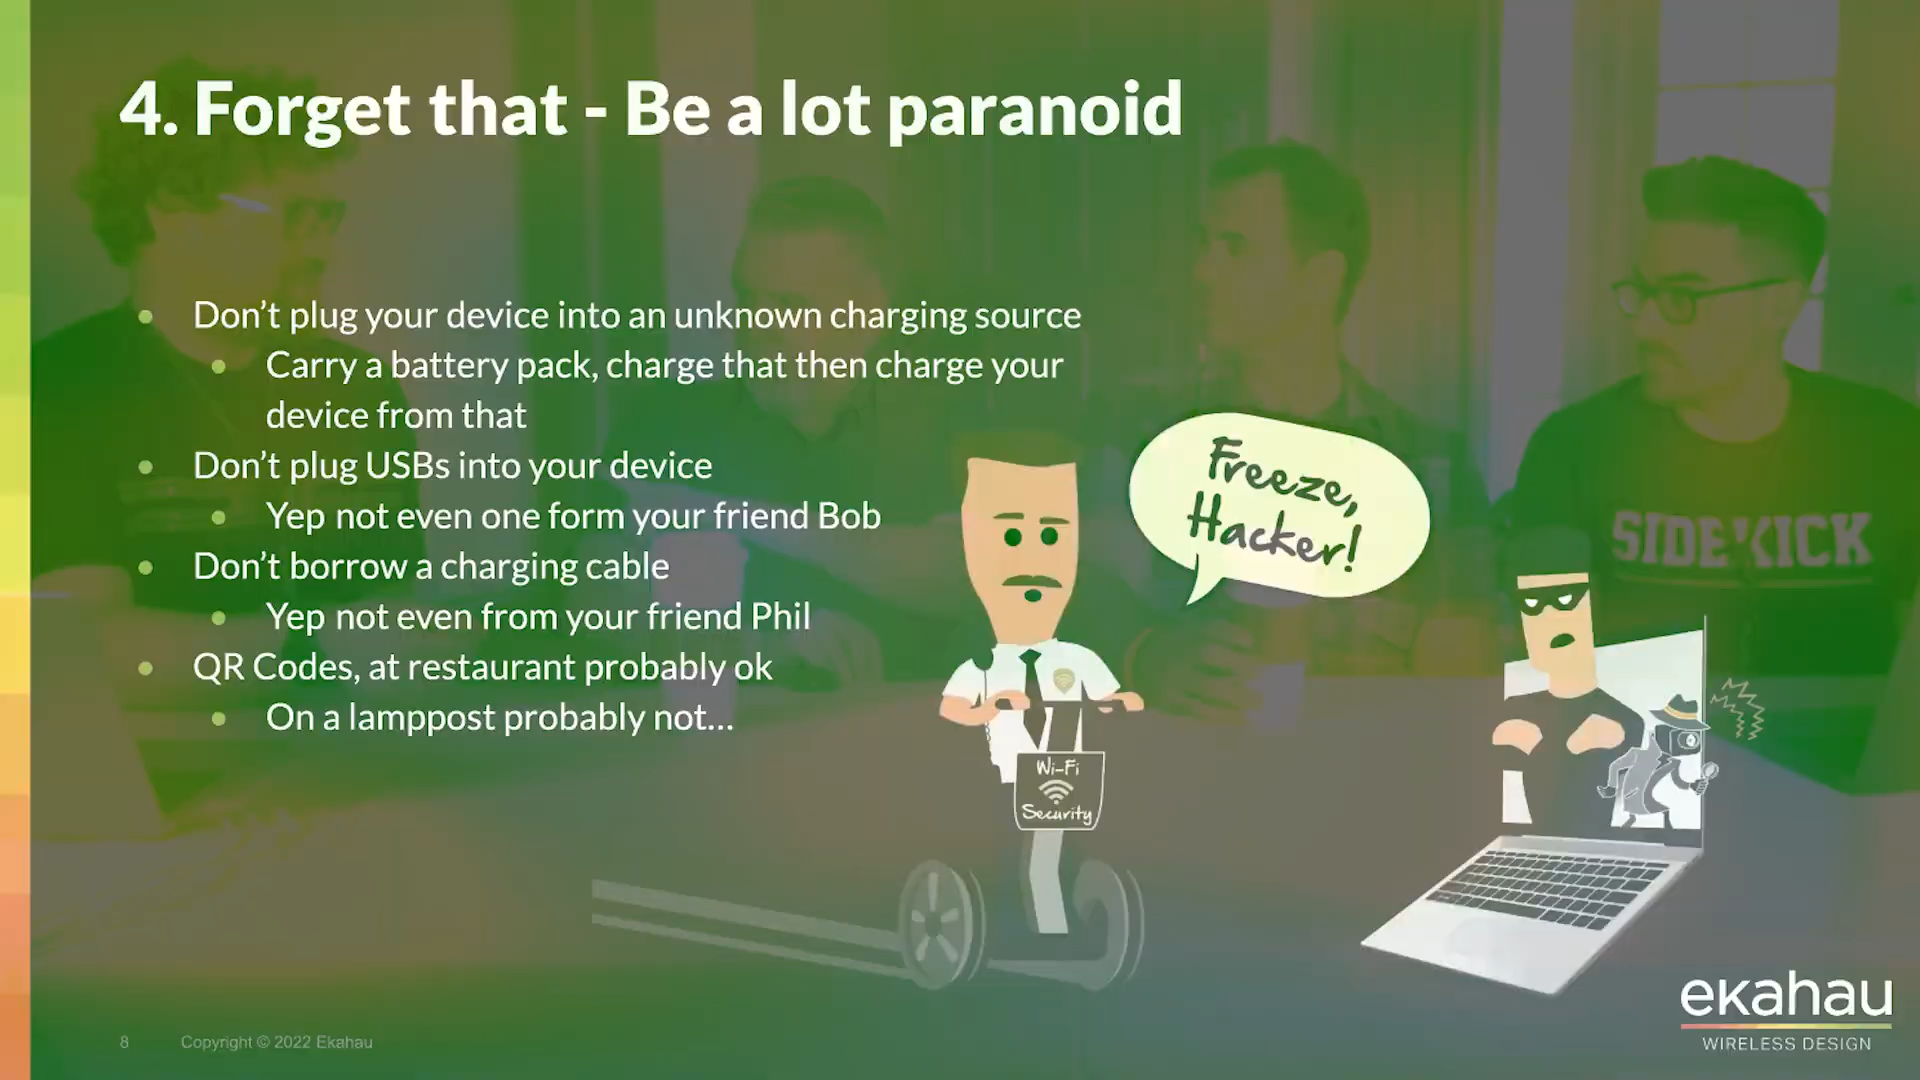 4. Forget that - Be a lot paranoid
Don't plug your device into an unknown charging source
Carry a battery pack, charge that then charge your
device from that
Don't plug USBs into your device
Yep not even one form your friend Bob
Don't borrow a charging cable
Yep not even from your friend Phil
QR Codes, at restaurant probably ok
On a lamppost probably not...
Freeze,
Hacker!
SIDEKICK
Wi-Fi
Security
8
Copyright © 2022 Ekahau
ekahau
WIRELESS DESIGN